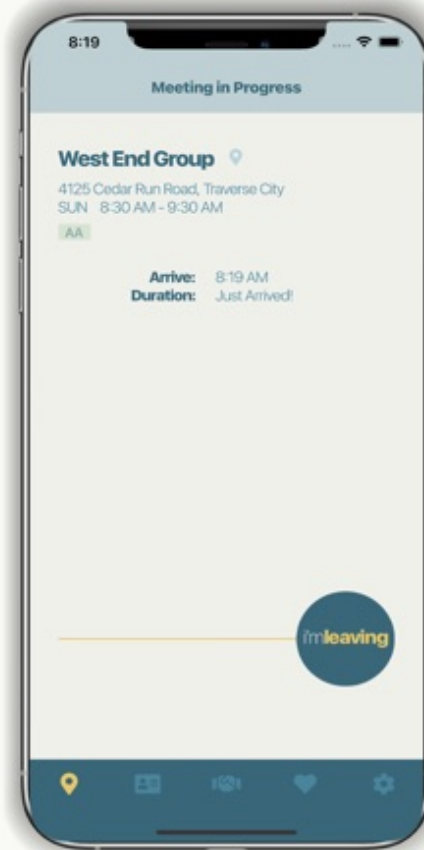 8:19
Meeting in Progress
West End Group
4125 Cedar Run Road, Traverse City
SUN 8:30 AM - 9:30 AM
AA
Arrive: 8:19 AM
Duration: Just Arrived!
i'mleaving